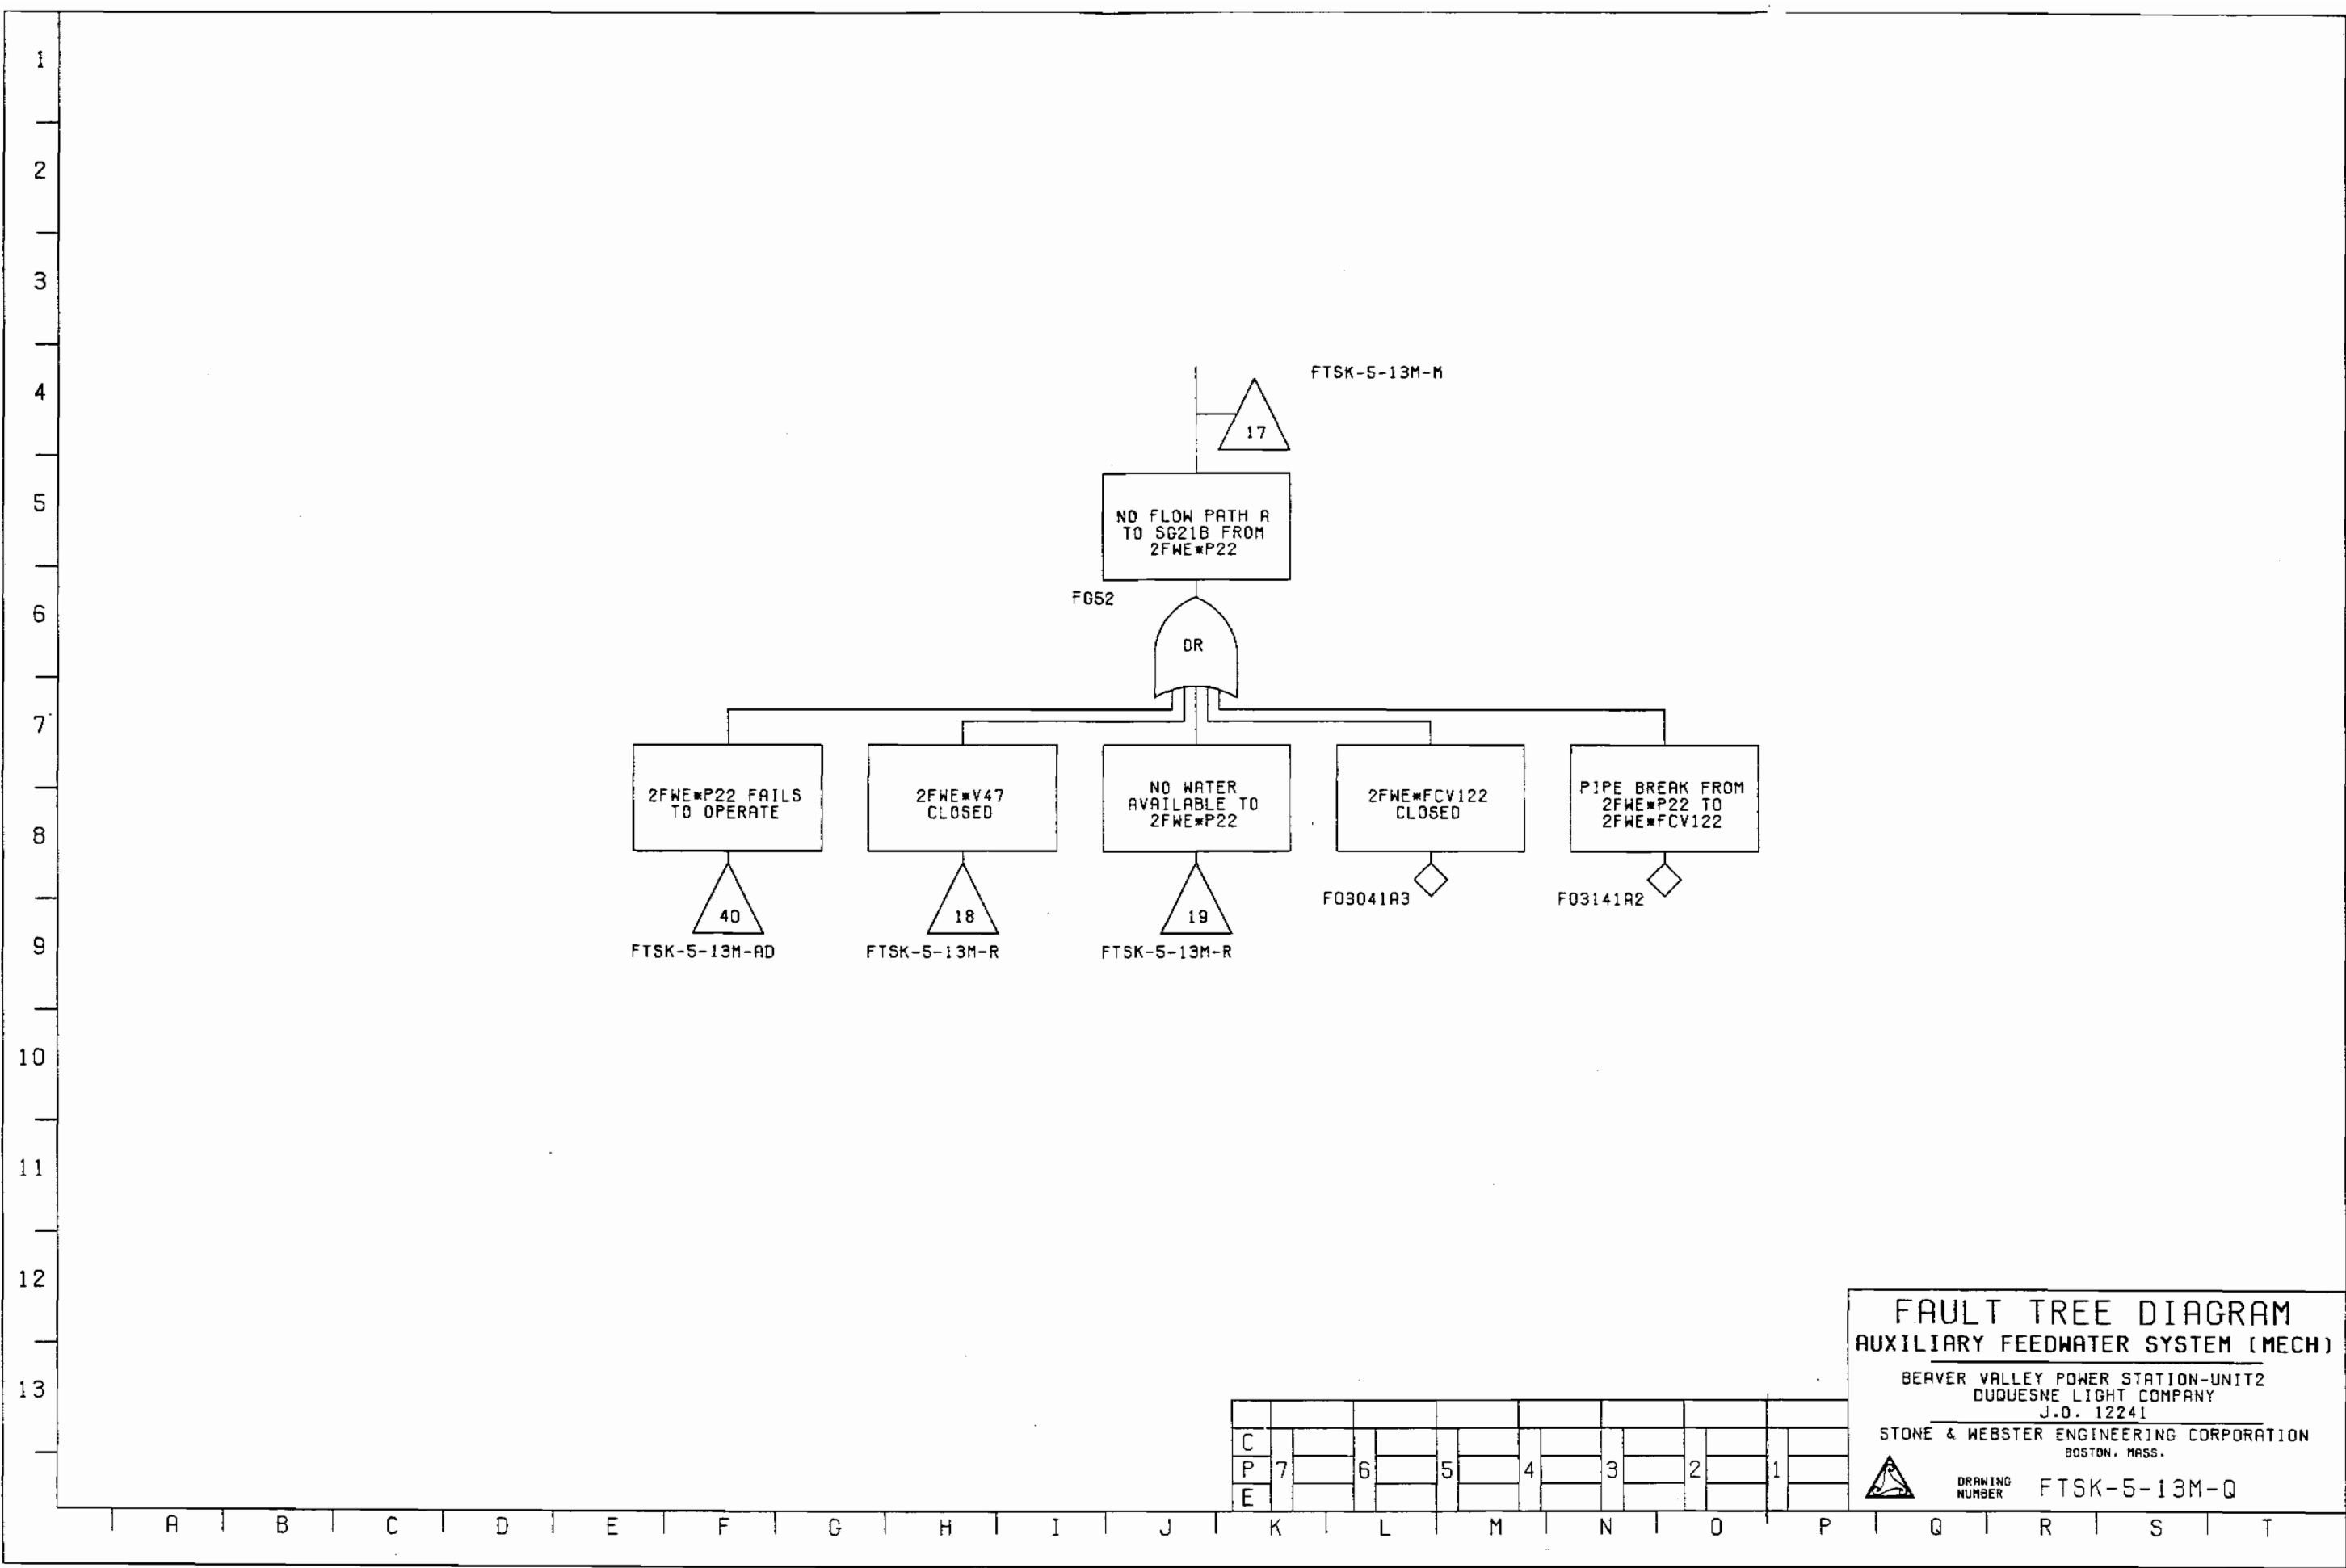 1
2
3
4
5
6
7
8
9
10
11
12
13
FTSK-5-13M-M
17
NO FLOW PATH A
TO SG21B FROM
2FWE*P22
FG52
OR
2FWE*P22 FAILS
TO OPERATE
2FWE*V47
CLOSED
NO WATER
AVAILABLE TO
2FWE*P22
2FWE*FCV122
CLOSED
PIPE BREAK FROM
2FWE*P22 TO
2FWE*FCV122
40
18
19
F03041A3
F03141A2
FTSK-5-13M-AD
FTSK-5-13M-R
FTSK-5-13M-R
FAULT TREE DIAGRAM
AUXILIARY FEEDWATER SYSTEM (MECH)
BEAVER VALLEY POWER STATION-UNIT2
DUQUESNE LIGHT COMPANY
J.O. 12241
STONE & WEBSTER ENGINEERING CORPORATION
BOSTON, MASS.
DRAWING
NUMBER
FTSK-5-13M-Q
C
P 7 6 5 4 3 2 1
E
A B C D E F G H I J K L M N O P Q R S T